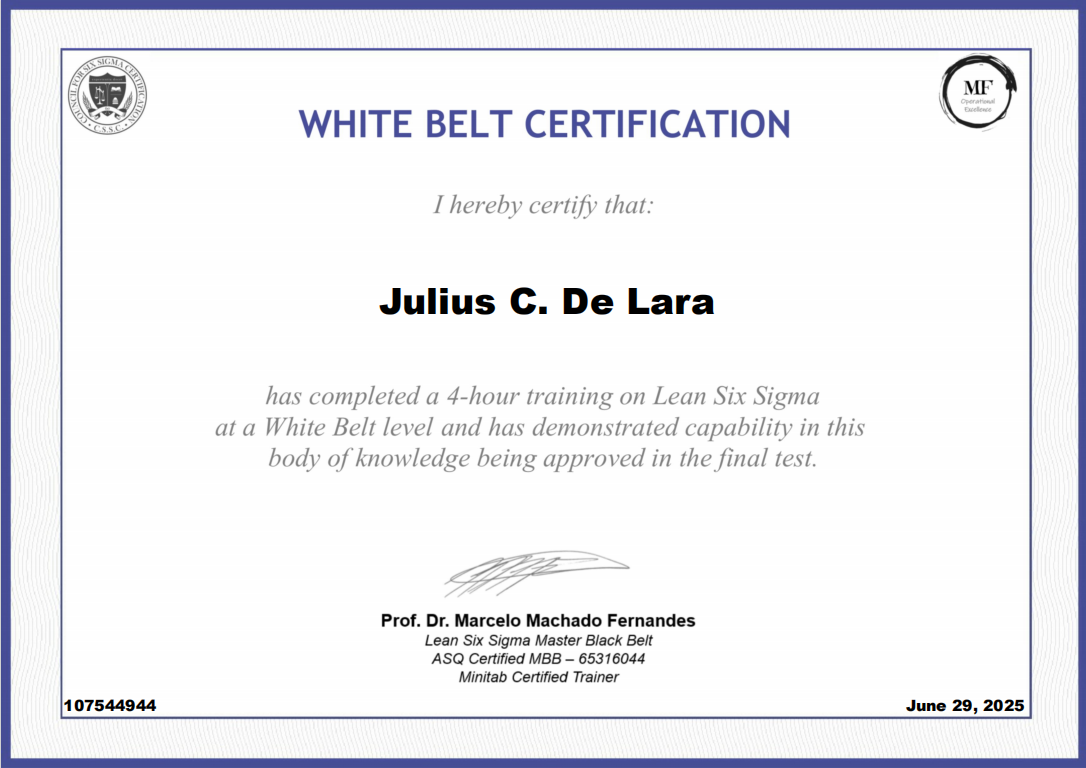 COUNCIL FOR SIX SIGMA CERTIFICATION
• C.S.S.C. •
MF
Operational
Excellence
WHITE BELT CERTIFICATION
I hereby certify that:
Julius C. De Lara
has completed a 4-hour training on Lean Six Sigma
at a White Belt level and has demonstrated capability in this
body of knowledge being approved in the final test.
Prof. Dr. Marcelo Machado Fernandes
Lean Six Sigma Master Black Belt
ASQ Certified MBB – 65316044
Minitab Certified Trainer
107544944
June 29, 2025